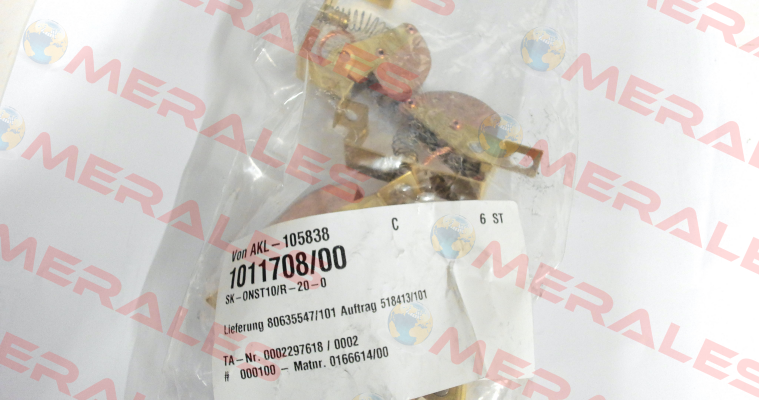 MERALES
MERALES
MERALES
MERALES
MERALES
MERALES
Von AKL-105838 C 6 ST
1011708/00
SK-ONST10/R-20-0
Lieferung 80635547/101 Auftrag 518413/101
TA-Nr. 0002297618 / 0002
# 000100 - Matnr. 0166614/00